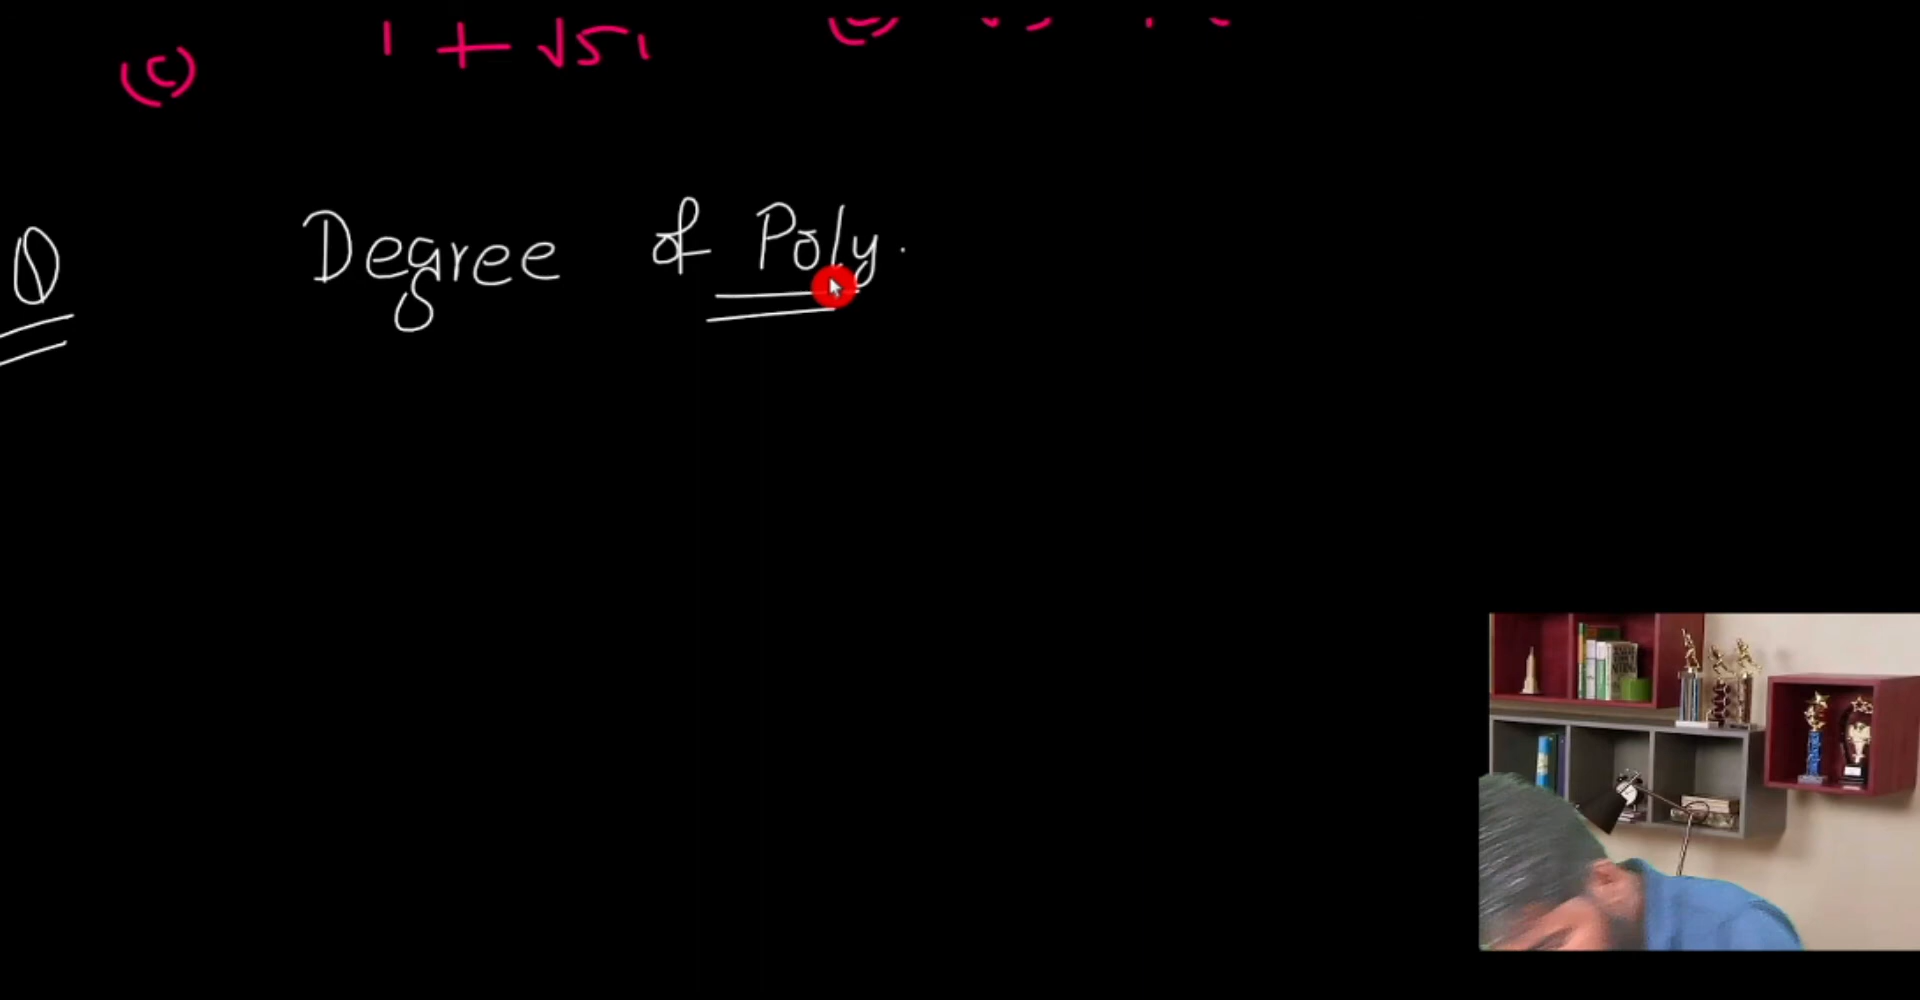 (c) 1 + √51
Q Degree of Poly.